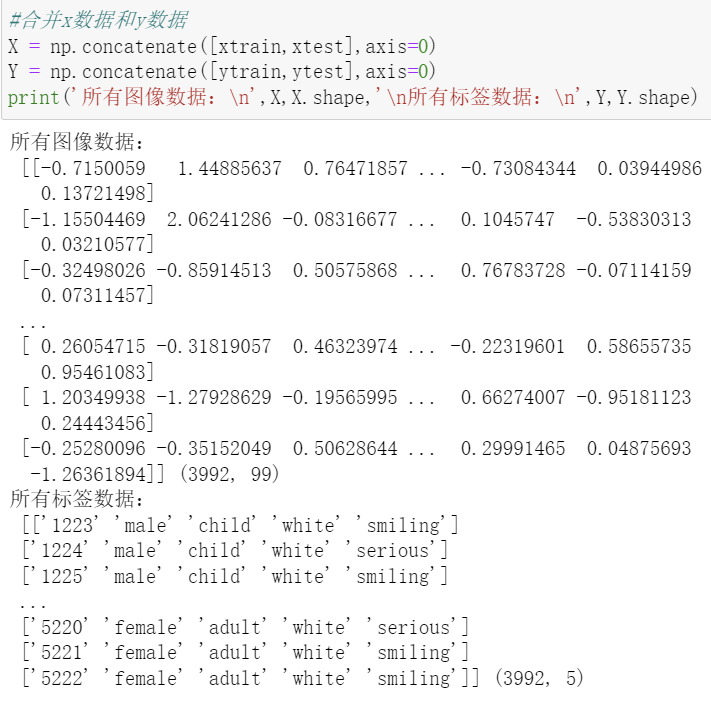 #合并x数据和y数据
X = np.concatenate([xtrain,xtest],axis=0)
Y = np.concatenate([ytrain,ytest],axis=0)
print('所有图像数据：\n',X,X.shape,'\n所有标签数据：\n',Y,Y.shape)
所有图像数据：
[[-0.7150059   1.44885637  0.76471857 ... -0.73084344  0.03944986
0.13721498]
[-1.15504469  2.06241286 -0.08316677 ...  0.1045747  -0.53830313
0.03210577]
[-0.32498026 -0.85914513  0.50575868 ...  0.76783728 -0.07114159
0.07311457]
...
[ 0.26054715 -0.31819057  0.46323974 ... -0.22319601  0.58655735
0.95461083]
[ 1.20349938 -1.27928629 -0.19565995 ...  0.66274007 -0.95181123
0.24443456]
[-0.25280096 -0.35152049  0.50628644 ...  0.29991465  0.04875693
-1.26361894]] (3992, 99)
所有标签数据：
[['1223' 'male' 'child' 'white' 'smiling']
['1224' 'male' 'child' 'white' 'serious']
['1225' 'male' 'child' 'white' 'smiling']
...
['5220' 'female' 'adult' 'white' 'serious']
['5221' 'female' 'adult' 'white' 'smiling']
['5222' 'female' 'adult' 'white' 'smiling']] (3992, 5)